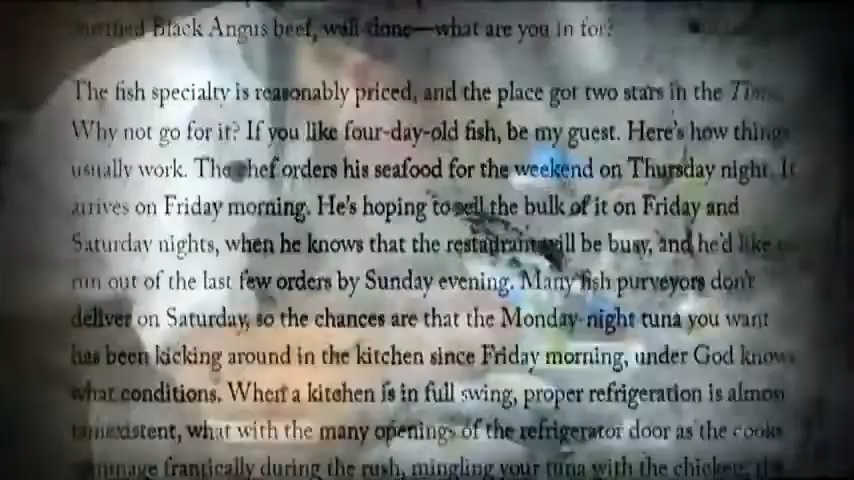 Black Angus beef, well-done—what are you in for?
The fish specialty is reasonably priced, and the place got two stars in the
Why not go for it? If you like four-day-old fish, be my guest. Here's how things
usually work. The chef orders his seafood for the weekend on Thursday night. It
arrives on Friday morning. He's hoping to sell the bulk of it on Friday and
Saturday nights, when he knows that the restaurant will be busy, and he'd like
run out of the last few orders by Sunday evening. Many fish purveyors don't
deliver on Saturday, so the chances are that the Monday-night tuna you want
has been kicking around in the kitchen since Friday morning, under God knows
what conditions. When a kitchen is in full swing, proper refrigeration is almost
what with the many openings of the refrigerator door as the cooks
frantically during the rush, mingling your tuna with the chicken, the